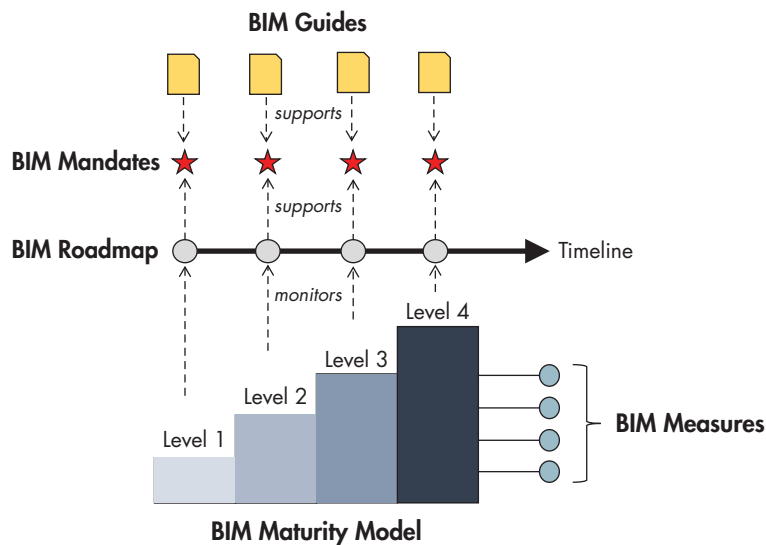 BIM Guides
supports
BIM Mandates
supports
BIM Roadmap
Timeline
monitors
Level 4
Level 3
Level 2
Level 1
BIM Measures
BIM Maturity Model